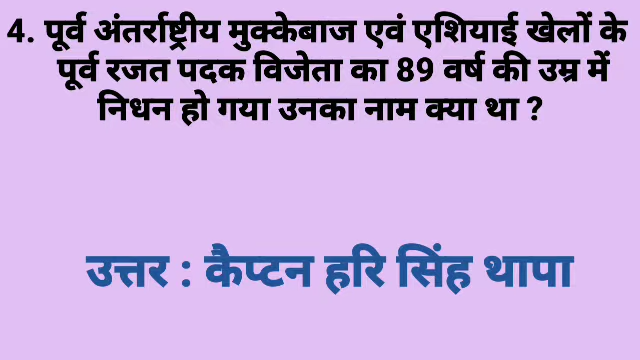 4. पूर्व अंतर्राष्ट्रीय मुक्केबाज एवं एशियाई खेलों के
पूर्व रजत पदक विजेता का 89 वर्ष की उम्र में
निधन हो गया उनका नाम क्या था ?
उत्तर : कैप्टन हरि सिंह थापा